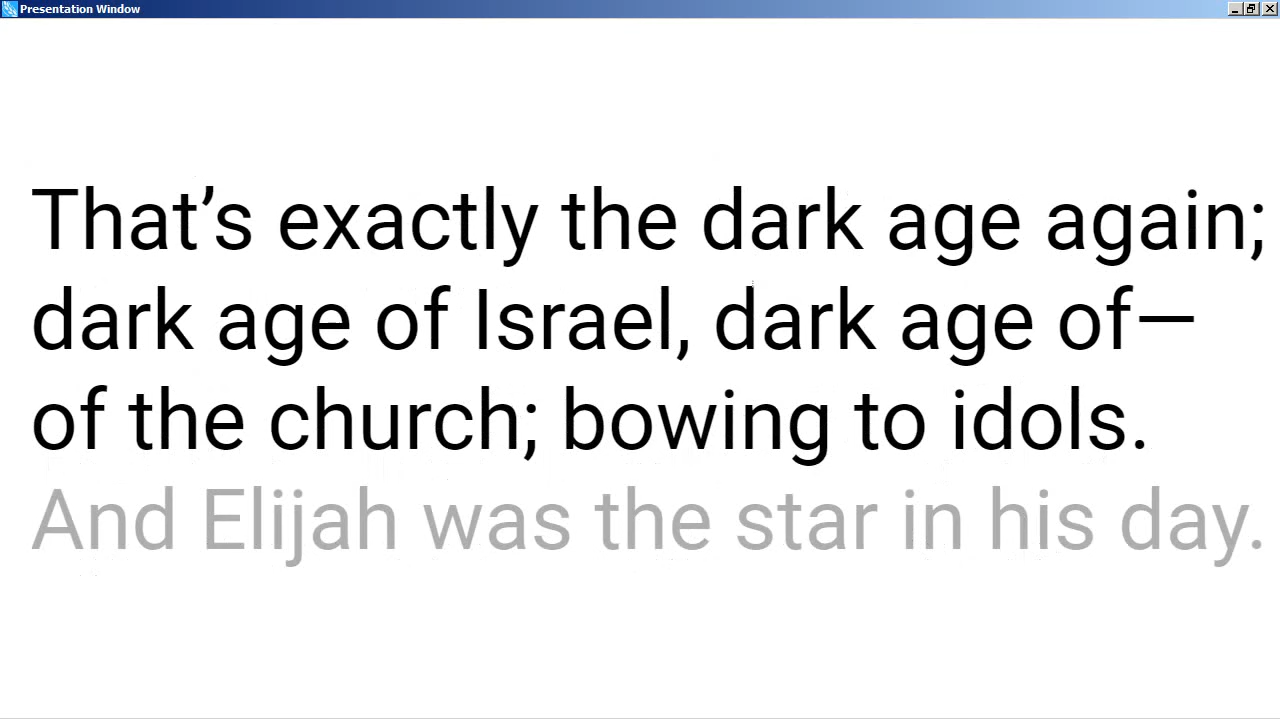 Presentation Window
That’s exactly the dark age again;
dark age of Israel, dark age of—
of the church; bowing to idols.
And Elijah was the star in his day.